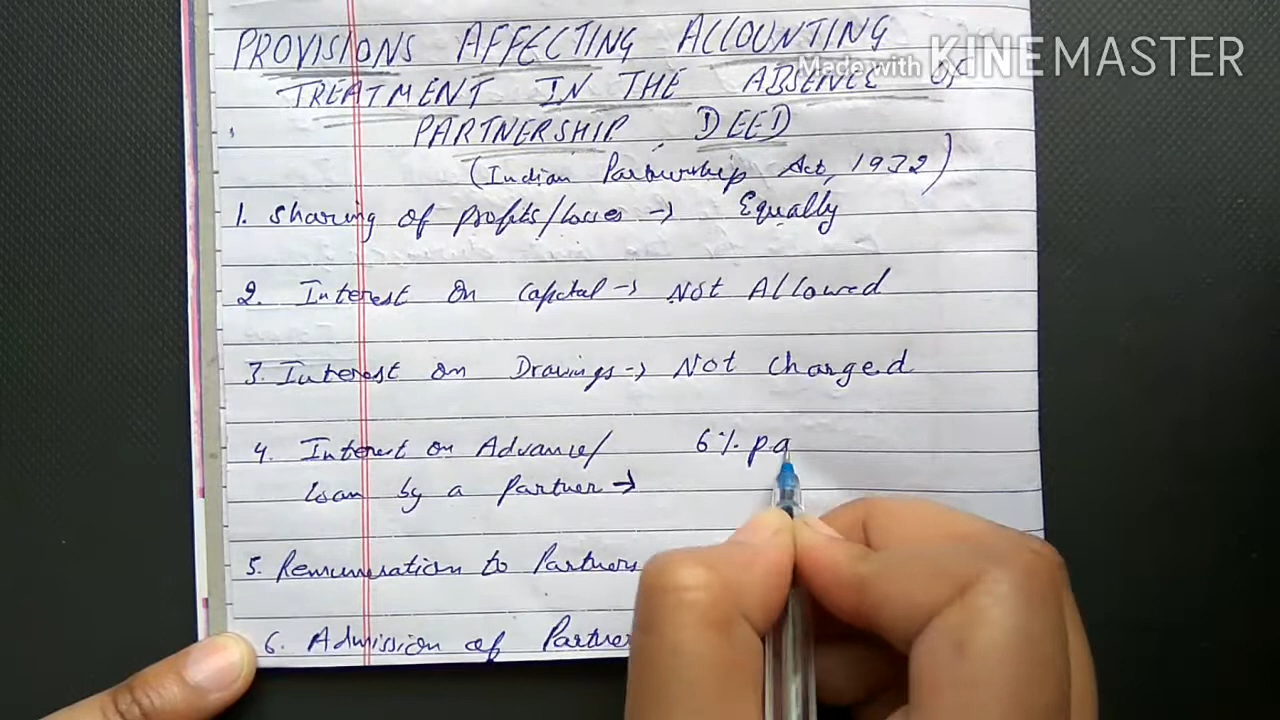 PROVISIONS AFFECTING ACCOUNTING
Made with KINEMASTER
TREATMENT IN THE ABSENCE OF
PARTNERSHIP DEED
(Indian Partnership Act, 1932)
1. Sharing of Profits/Losses → Equally
2. Interest on Capital → Not Allowed
3. Interest on Drawings → Not Charged
4. Interest on Advance/ 6% pa
Loan by a Partner →
5. Remuneration to Partners
6. Admission of Partner